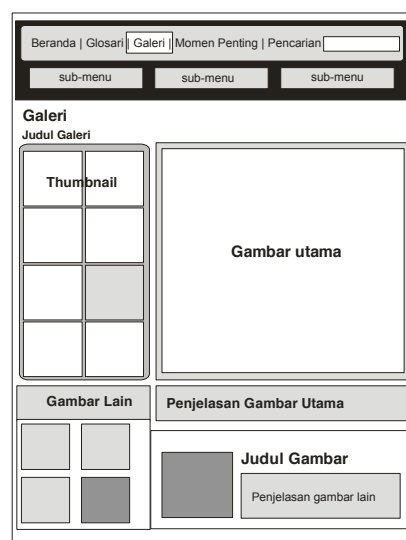 Beranda | Glosari | Galeri | Momen Penting | Pencarian
sub-menu sub-menu sub-menu
Galeri
Judul Galeri
Thumbnail
Gambar utama
Gambar Lain
Penjelasan Gambar Utama
Judul Gambar
Penjelasan gambar lain